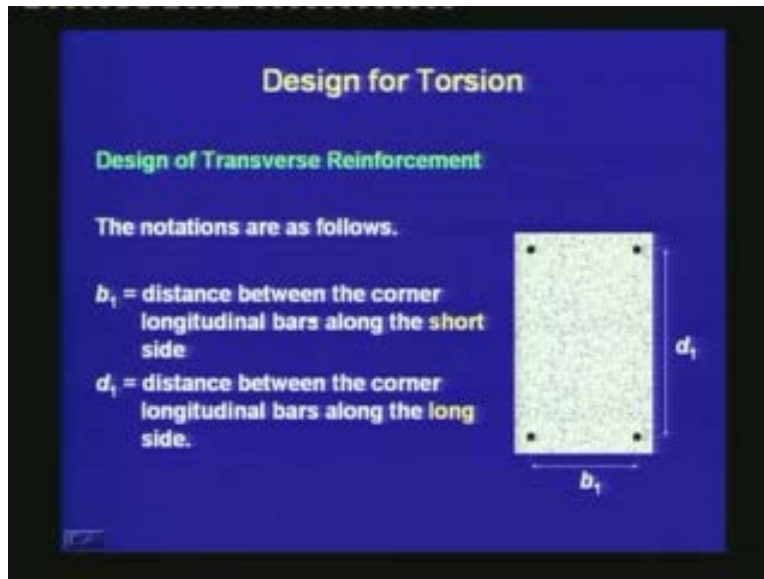 Design for Torsion
Design of Transverse Reinforcement
The notations are as follows.
b₁ = distance between the corner
longitudinal bars along the short
side
d₁ = distance between the corner
longitudinal bars along the long
side.
d₁
b₁